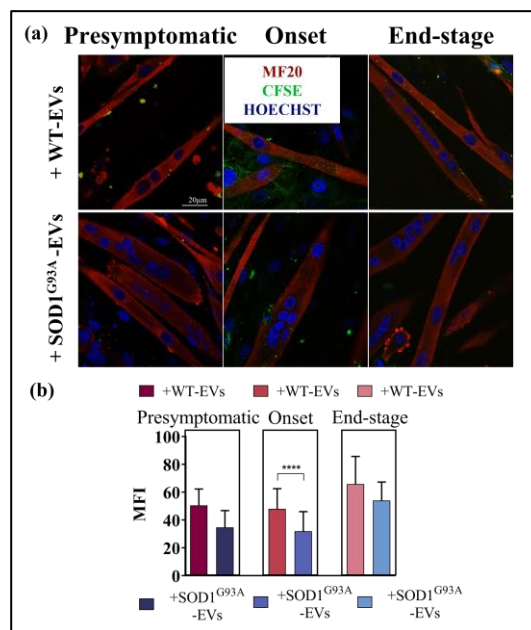 (a)
Presymptomatic Onset End-stage
+ WT-EVs
MF20
CFSE
HOECHST
20µm
+ SOD1G93A-EVs
(b)
+WT-EVs +WT-EVs +WT-EVs
Presymptomatic Onset End-stage
MFI
100
80
60
40
20
0
****
+SOD1G93A +SOD1G93A +SOD1G93A
-EVs -EVs -EVs